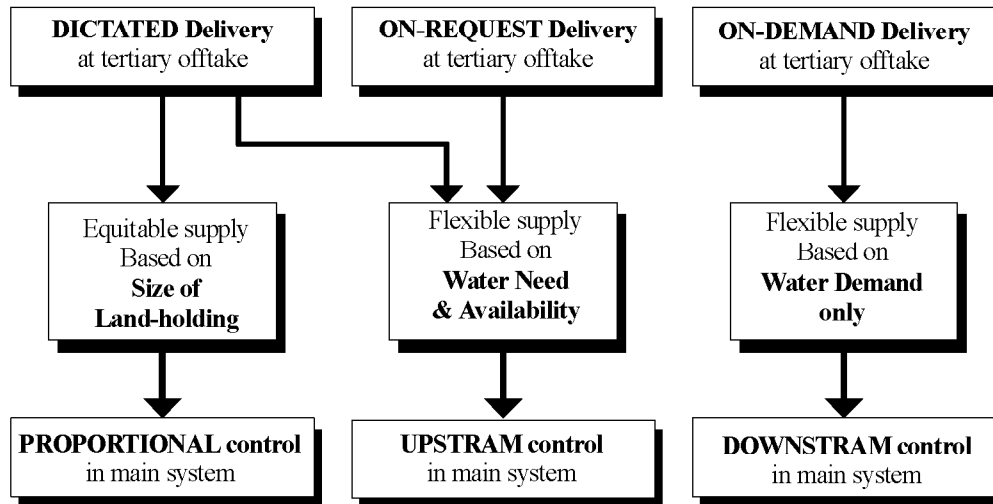 DICTATED Delivery
at tertiary offtake
ON-REQUEST Delivery
at tertiary offtake
ON-DEMAND Delivery
at tertiary offtake
Equitable supply
Based on
Size of
Land-holding
Flexible supply
Based on
Water Need
& Availability
Flexible supply
Based on
Water Demand
only
PROPORTIONAL control
in main system
UPSTRAM control
in main system
DOWNSTRAM control
in main system